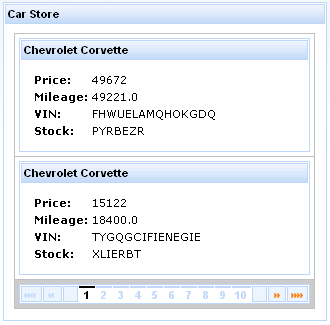 Car Store
Chevrolet Corvette
Price: 49672
Mileage: 49221.0
VIN: FHWUELAMQHOKGDQ
Stock: PYRBEZR
Chevrolet Corvette
Price: 15122
Mileage: 18400.0
VIN: TYGQGCIFIENEGIE
Stock: XLIERBT
«« « 1 2 3 4 5 6 7 8 9 10 » »»